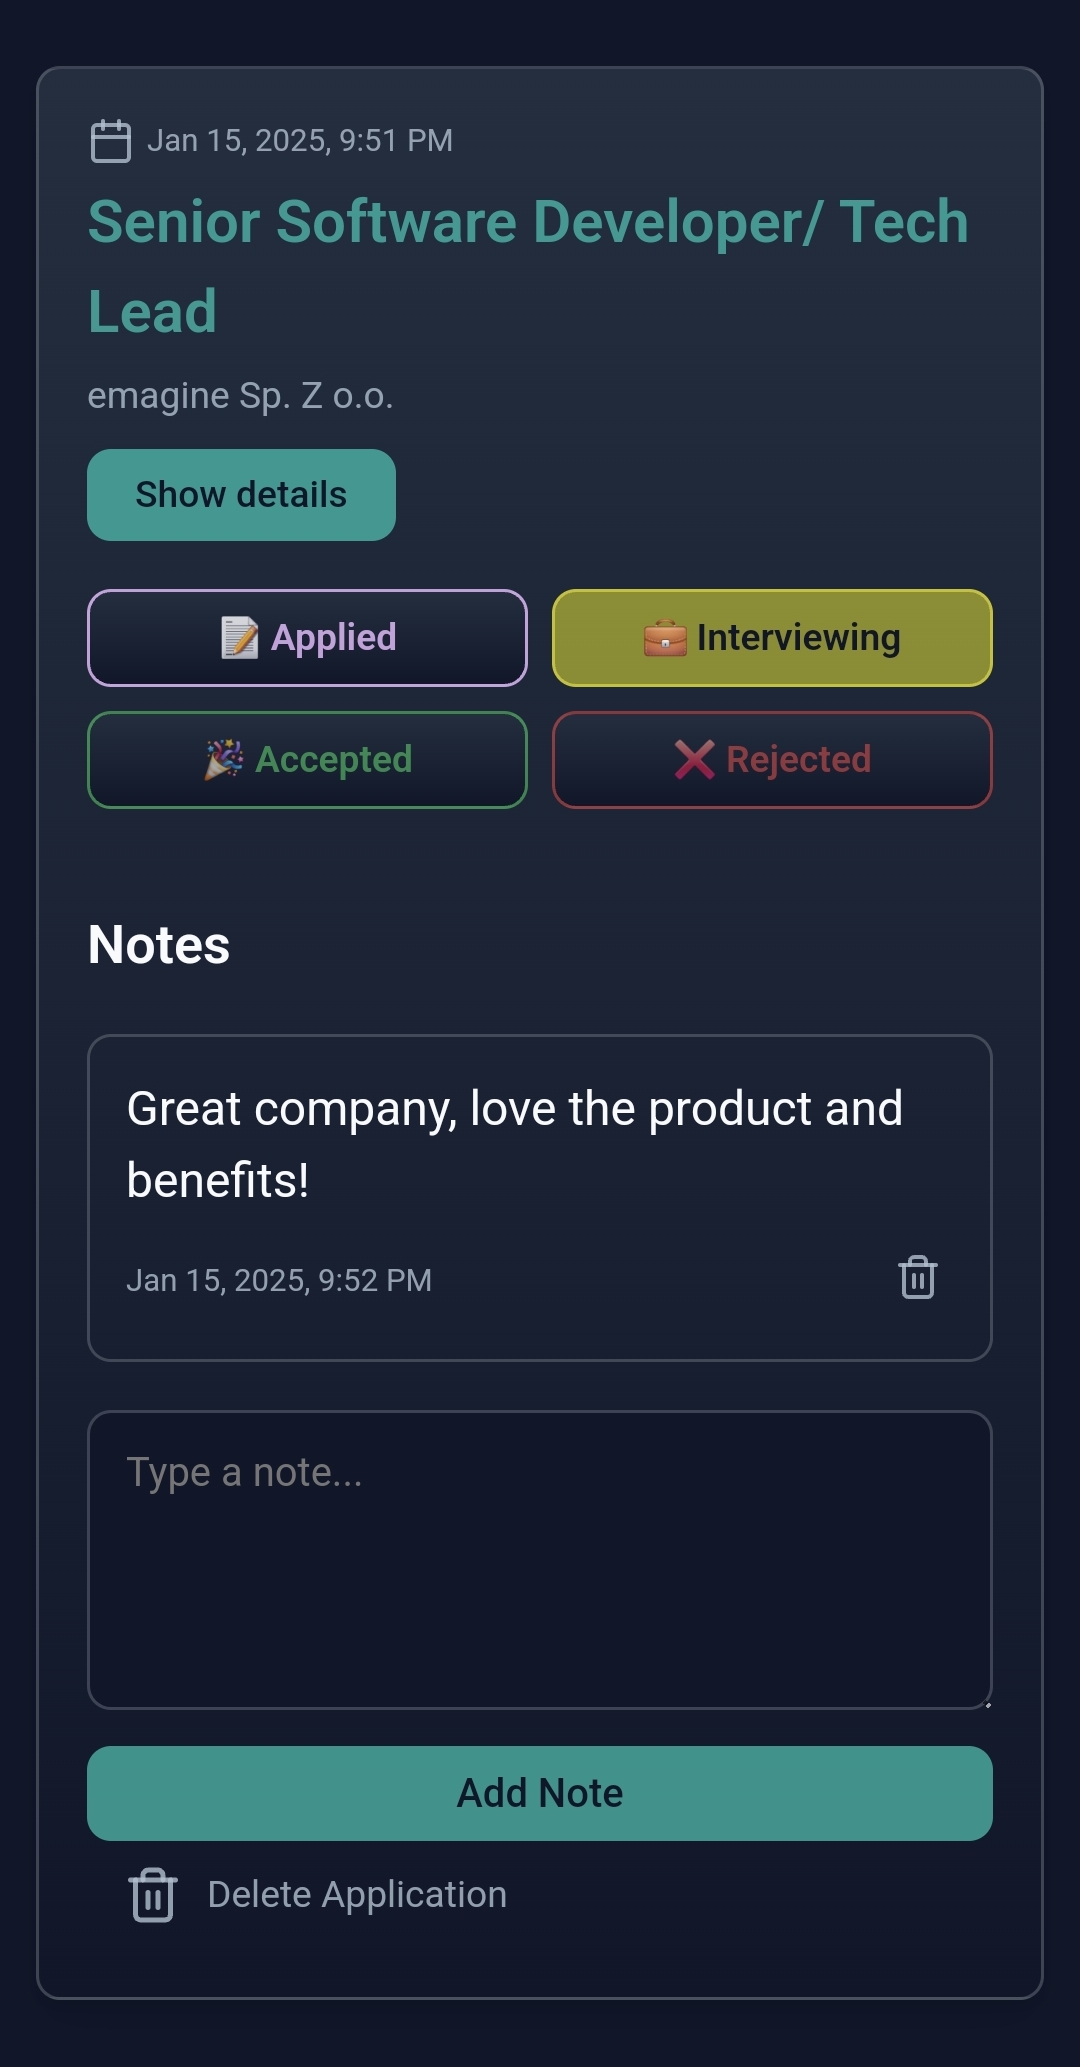 Jan 15, 2025, 9:51 PM
Senior Software Developer/ Tech
Lead
emagine Sp. Z o.o.
Show details
📝 Applied
💼 Interviewing
🎉 Accepted
❌ Rejected
Notes
Great company, love the product and
benefits!
Jan 15, 2025, 9:52 PM
Type a note...
Add Note
Delete Application